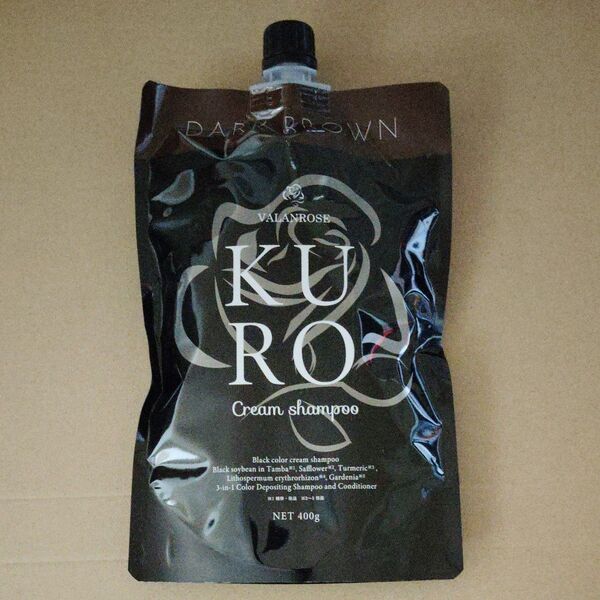 DARK BROWN
VALANROSE
KU
RO
Cream shampoo
Black color cream shampoo
Black soybean in Tamba※1, Safflower※2, Turmeric※3,
Lithospermum erythrorhizon※4, Gardenia※5
3-in-1 Color Depositing Shampoo and Conditioner
NET 400g